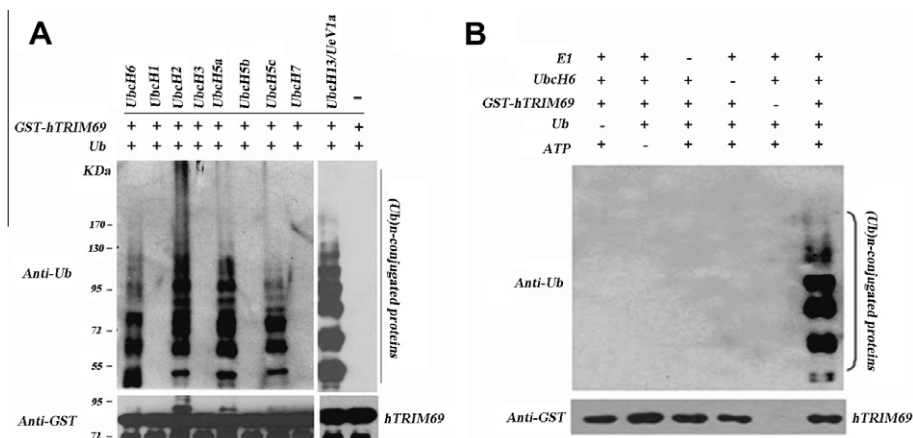 A
UbcH6 UbcH1 UbcH2 UbcH3 UbcH5a UbcH5b UbcH5c UbcH7 UbcH13/UeV1a –
GST-hTRIM69 + + + + + + + + + +
Ub + + + + + + + + + +
KDa
170 –
130 –
Anti-Ub
95 –
72 –
55 –
(Ub)n-conjugated proteins
95 –
Anti-GST
hTRIM69
72 –
B
E1 + + - + + +
UbcH6 + + + - + +
GST-hTRIM69 + + + + - +
Ub - + + + + +
ATP + - + + + +
Anti-Ub
(Ub)n-conjugated proteins
Anti-GST
hTRIM69